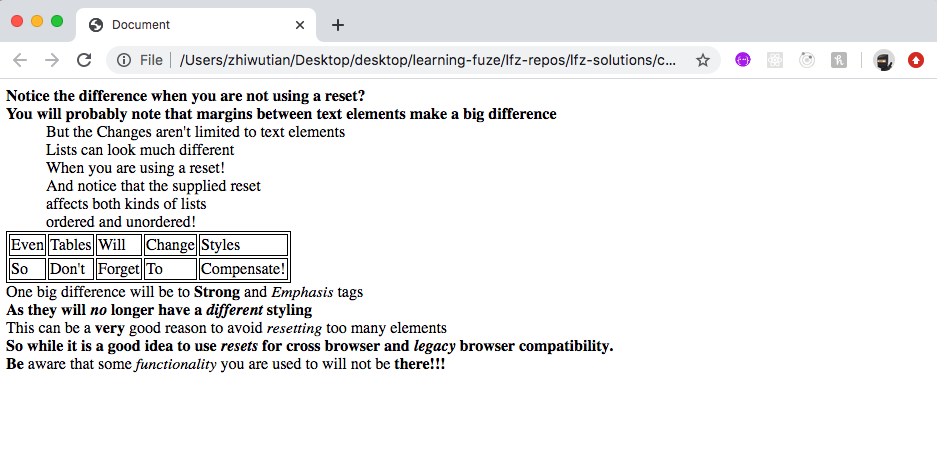 Document
File
/Users/zhiwutian/Desktop/desktop/learning-fuze/lfz-repos/lfz-solutions/c...
Notice the difference when you are not using a reset?
You will probably note that margins between text elements make a big difference
But the Changes aren't limited to text elements
Lists can look much different
When you are using a reset!
And notice that the supplied reset
affects both kinds of lists
ordered and unordered!
Even Tables Will Change Styles
So Don't Forget To Compensate!
One big difference will be to Strong and Emphasis tags
As they will no longer have a different styling
This can be a very good reason to avoid resetting too many elements
So while it is a good idea to use resets for cross browser and legacy browser compatibility.
Be aware that some functionality you are used to will not be there!!!